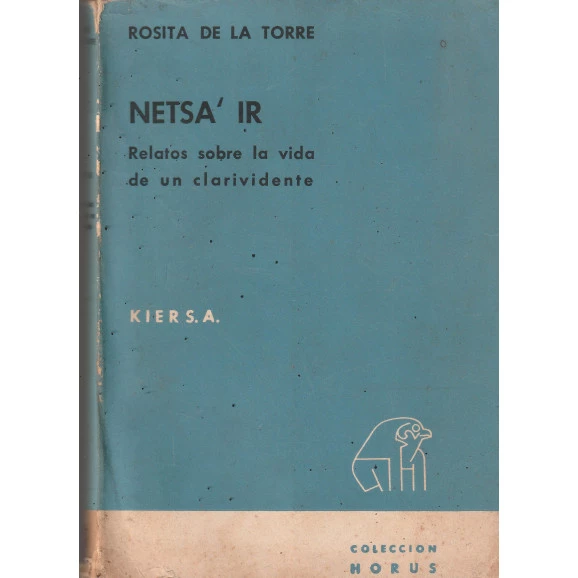 ROSITA DE LA TORRE
NETSA' IR
Relatos sobre la vida
de un clarividente
KIER S.A.
COLECCION
HORUS